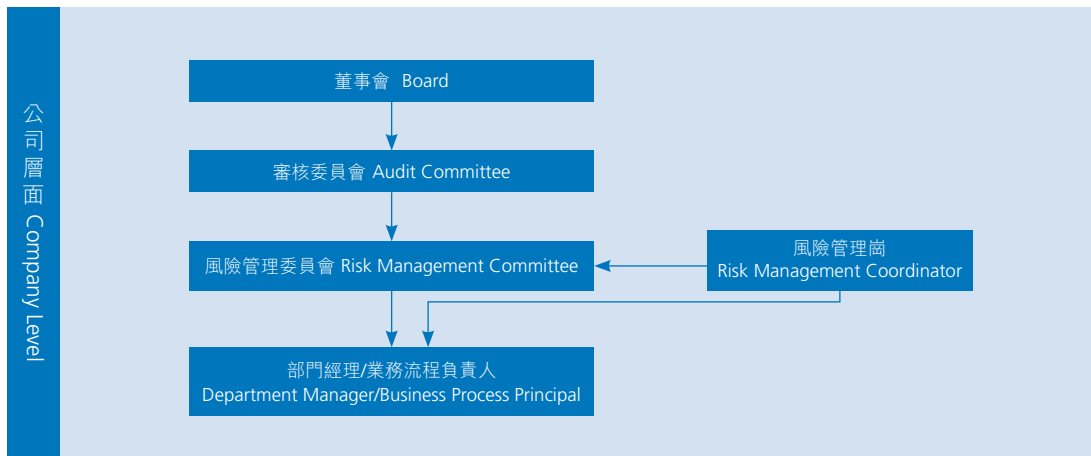 公司層面 Company Level
董事會 Board
審核委員會 Audit Committee
風險管理委員會 Risk Management Committee
風險管理崗
Risk Management Coordinator
部門經理/業務流程負責人
Department Manager/Business Process Principal